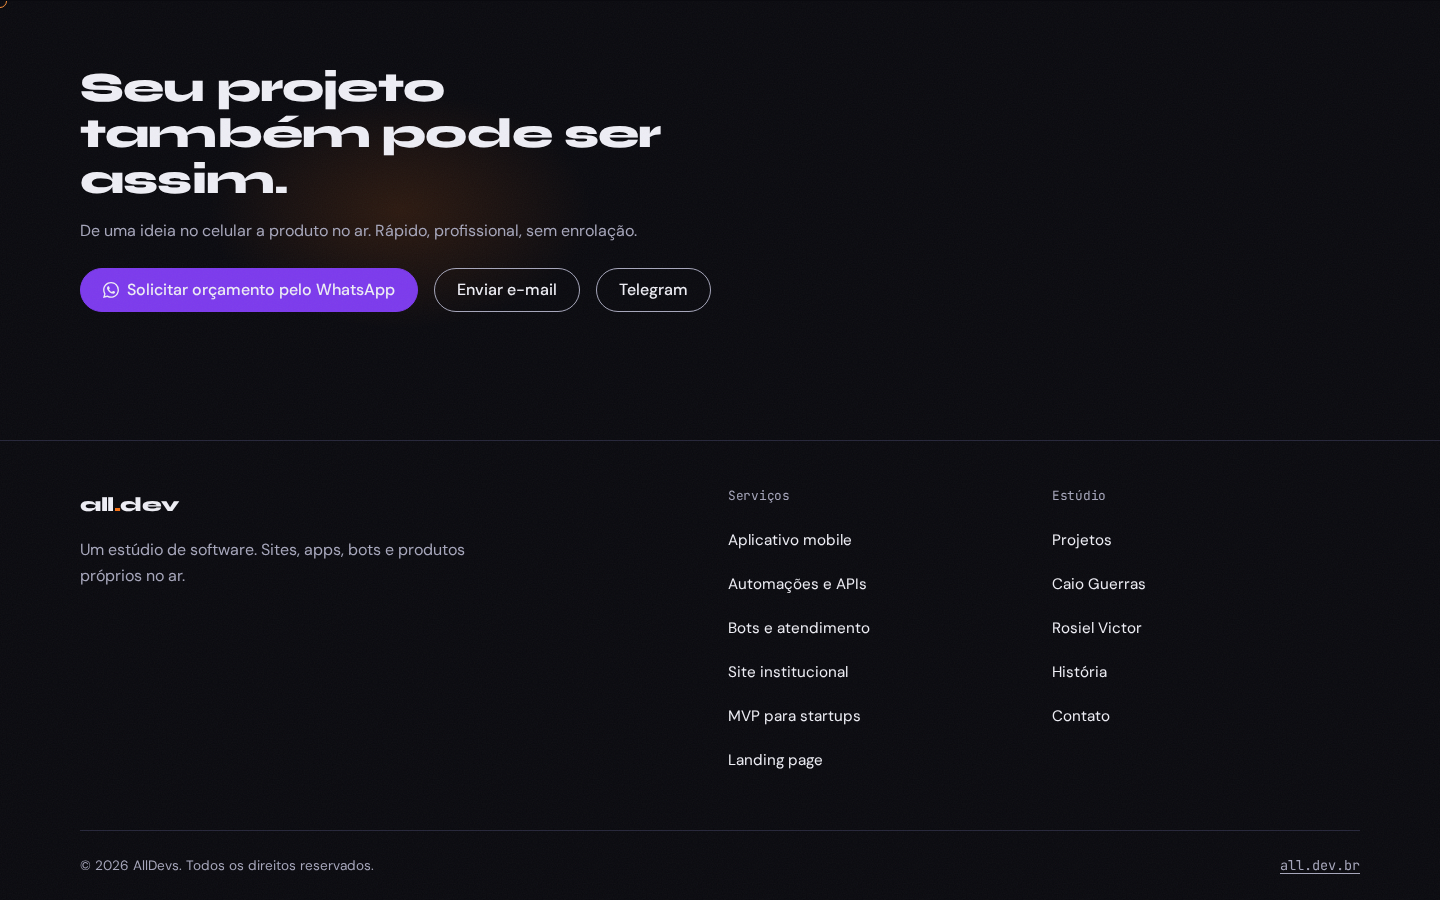 Seu projeto
também pode ser
assim.
De uma ideia no celular a produto no ar. Rápido, profissional, sem enrolação.
Solicitar orçamento pelo WhatsApp
Enviar e-mail
Telegram
all.dev
Um estúdio de software. Sites, apps, bots e produtos
próprios no ar.
Serviços
Aplicativo mobile
Automações e APIs
Bots e atendimento
Site institucional
MVP para startups
Landing page
Estúdio
Projetos
Caio Guerras
Rosiel Victor
História
Contato
© 2026 AllDevs. Todos os direitos reservados.
all.dev.br